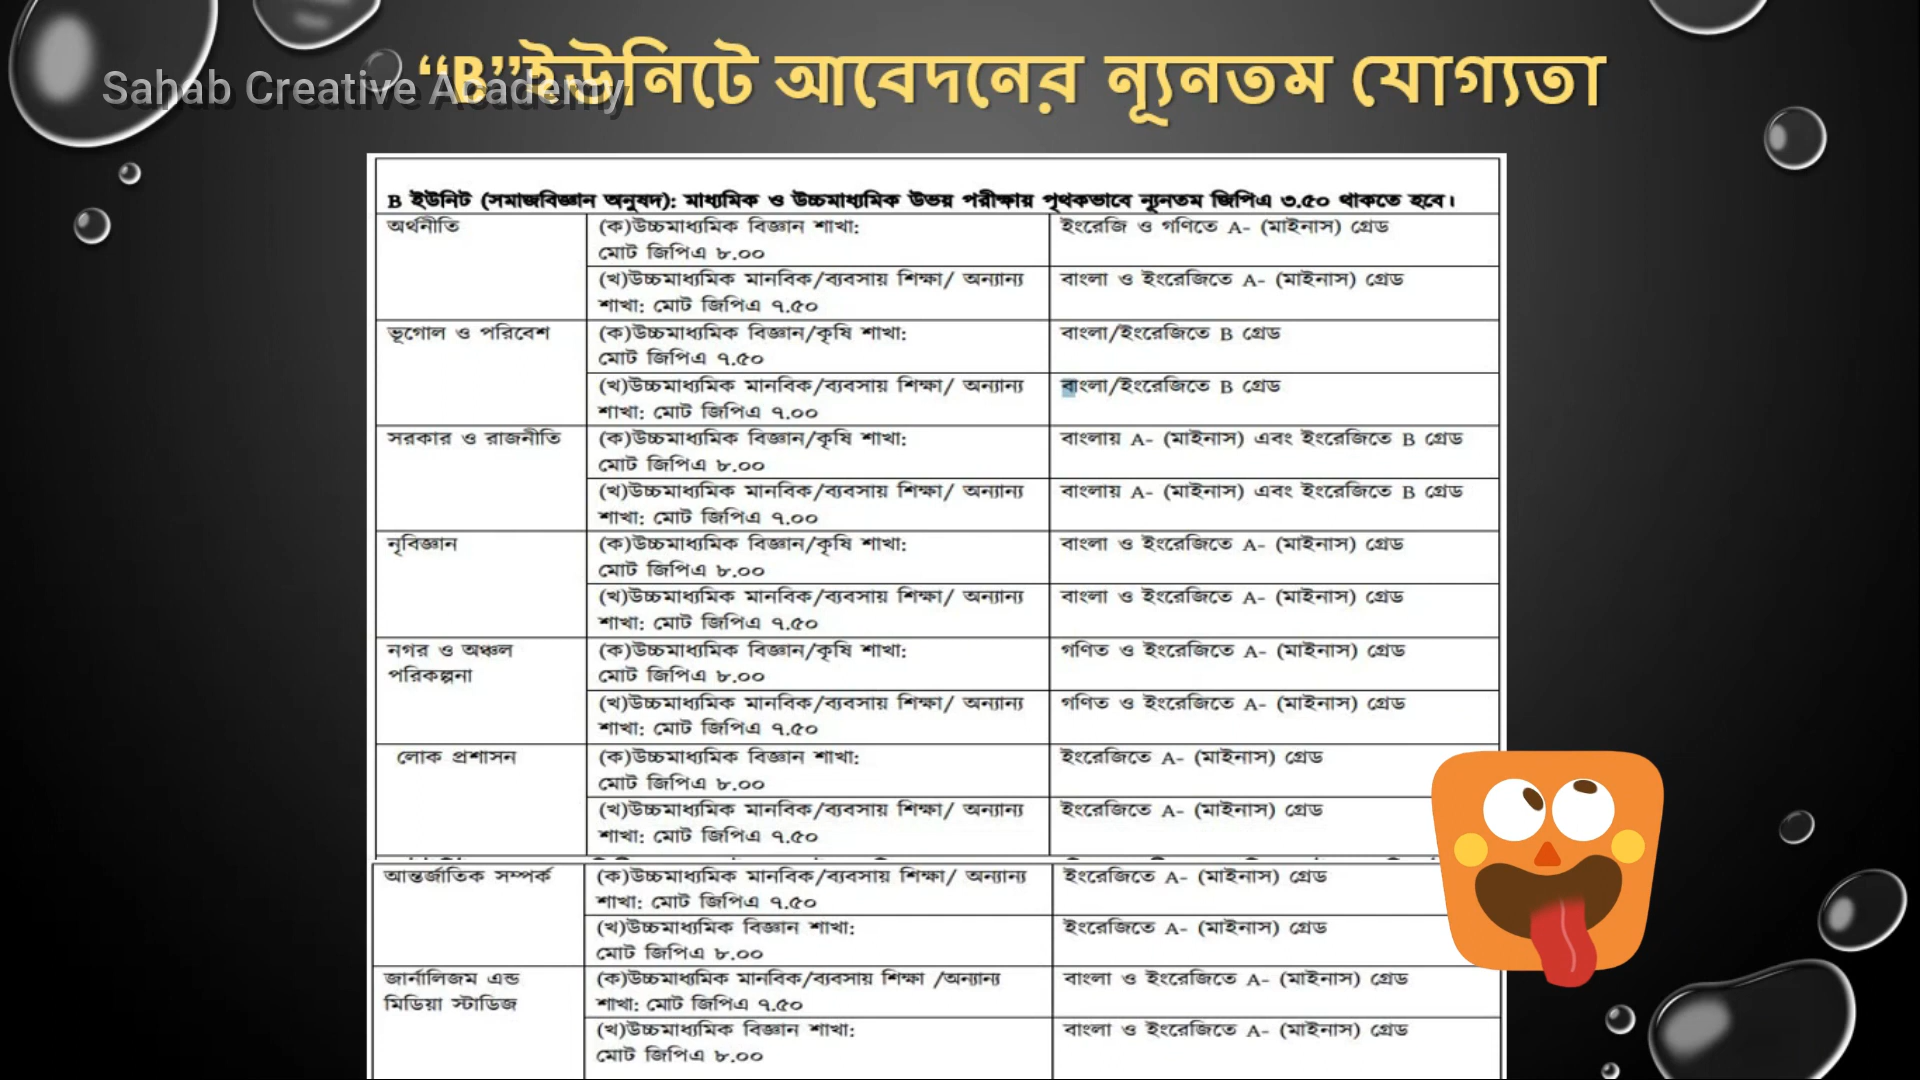 “B”ইউনিটে আবেদনের ন্যূনতম যোগ্যতা
Sahab Creative Academy
B ইউনিট (সমাজবিজ্ঞান অনুষদ): মাধ্যমিক ও উচ্চমাধ্যমিক উভয় পরীক্ষায় পৃথকভাবে ন্যূনতম জিপিএ ৩.৫০ থাকতে হবে।
অর্থনীতি
(ক)উচ্চমাধ্যমিক বিজ্ঞান শাখা:
মোট জিপিএ ৮.০০
ইংরেজি ও গণিতে A- (মাইনাস) গ্রেড
(খ)উচ্চমাধ্যমিক মানবিক/ব্যবসায় শিক্ষা/ অন্যান্য
শাখা: মোট জিপিএ ৭.৫০
বাংলা ও ইংরেজিতে A- (মাইনাস) গ্রেড
ভূগোল ও পরিবেশ
(ক)উচ্চমাধ্যমিক বিজ্ঞান/কৃষি শাখা:
মোট জিপিএ ৭.৫০
বাংলা/ইংরেজিতে B গ্রেড
(খ)উচ্চমাধ্যমিক মানবিক/ব্যবসায় শিক্ষা/ অন্যান্য
শাখা: মোট জিপিএ ৭.০০
বাংলা/ইংরেজিতে B গ্রেড
সরকার ও রাজনীতি
(ক)উচ্চমাধ্যমিক বিজ্ঞান/কৃষি শাখা:
মোট জিপিএ ৮.০০
বাংলায় A- (মাইনাস) এবং ইংরেজিতে B গ্রেড
(খ)উচ্চমাধ্যমিক মানবিক/ব্যবসায় শিক্ষা/ অন্যান্য
শাখা: মোট জিপিএ ৭.০০
বাংলায় A- (মাইনাস) এবং ইংরেজিতে B গ্রেড
নৃবিজ্ঞান
(ক)উচ্চমাধ্যমিক বিজ্ঞান/কৃষি শাখা:
মোট জিপিএ ৮.০০
বাংলা ও ইংরেজিতে A- (মাইনাস) গ্রেড
(খ)উচ্চমাধ্যমিক মানবিক/ব্যবসায় শিক্ষা/ অন্যান্য
শাখা: মোট জিপিএ ৭.৫০
বাংলা ও ইংরেজিতে A- (মাইনাস) গ্রেড
নগর ও অঞ্চল
পরিকল্পনা
(ক)উচ্চমাধ্যমিক বিজ্ঞান/কৃষি শাখা:
মোট জিপিএ ৮.০০
গণিত ও ইংরেজিতে A- (মাইনাস) গ্রেড
(খ)উচ্চমাধ্যমিক মানবিক/ব্যবসায় শিক্ষা/ অন্যান্য
শাখা: মোট জিপিএ ৭.৫০
গণিত ও ইংরেজিতে A- (মাইনাস) গ্রেড
লোক প্রশাসন
(ক)উচ্চমাধ্যমিক বিজ্ঞান শাখা:
মোট জিপিএ ৮.০০
ইংরেজিতে A- (মাইনাস) গ্রেড
(খ)উচ্চমাধ্যমিক মানবিক/ব্যবসায় শিক্ষা/ অন্যান্য
শাখা: মোট জিপিএ ৭.৫০
ইংরেজিতে A- (মাইনাস) গ্রেড
আন্তর্জাতিক সম্পর্ক
(ক)উচ্চমাধ্যমিক মানবিক/ব্যবসায় শিক্ষা/ অন্যান্য
শাখা: মোট জিপিএ ৭.৫০
ইংরেজিতে A- (মাইনাস) গ্রেড
(খ)উচ্চমাধ্যমিক বিজ্ঞান শাখা:
মোট জিপিএ ৮.০০
ইংরেজিতে A- (মাইনাস) গ্রেড
জার্নালিজম এন্ড
মিডিয়া স্টাডিজ
(ক)উচ্চমাধ্যমিক মানবিক/ব্যবসায় শিক্ষা /অন্যান্য
শাখা: মোট জিপিএ ৭.৫০
বাংলা ও ইংরেজিতে A- (মাইনাস) গ্রেড
(খ)উচ্চমাধ্যমিক বিজ্ঞান শাখা:
মোট জিপিএ ৮.০০
বাংলা ও ইংরেজিতে A- (মাইনাস) গ্রেড